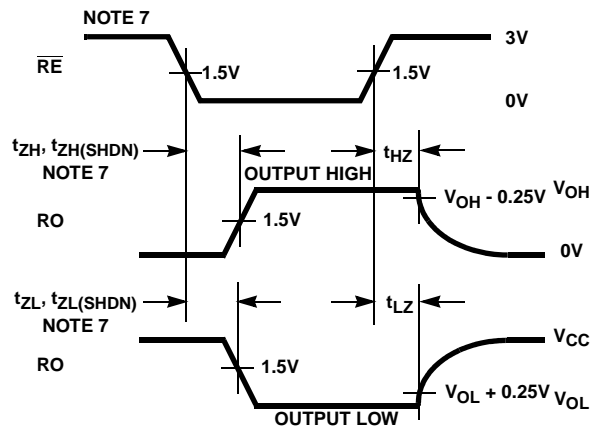 NOTE 7
3V
RE
1.5V
1.5V
0V
tZH, tZH(SHDN)
NOTE 7
OUTPUT HIGH
tHZ
VOH - 0.25V VOH
RO
1.5V
0V
tZL, tZL(SHDN)
NOTE 7
tLZ
VCC
RO
1.5V
VOL + 0.25V VOL
OUTPUT LOW